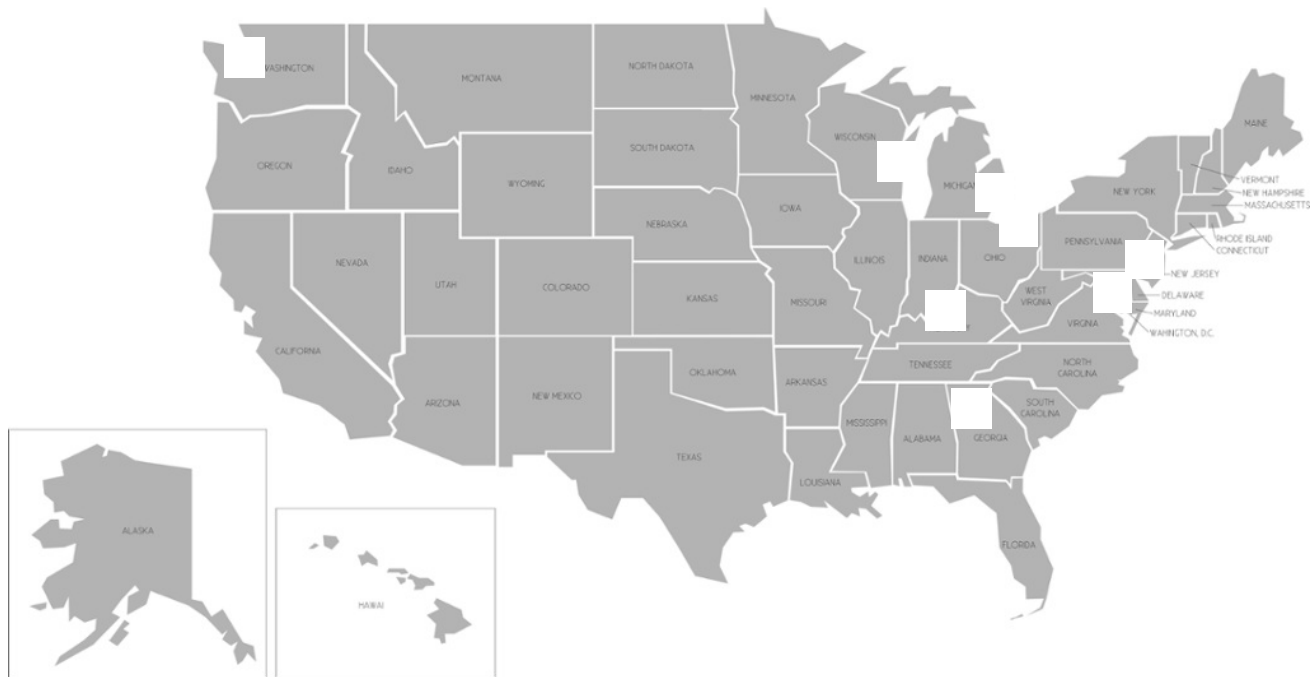 WASHINGTON
MONTANA
NORTH DAKOTA
MINNESOTA
MAINE
OREGON
IDAHO
WYOMING
SOUTH DAKOTA
WISCONSIN
MICHIGAN
NEW YORK
VERMONT
NEW HAMPSHIRE
MASSACHUSETTS
RHODE ISLAND
CONNECTICUT
NEVADA
UTAH
COLORADO
NEBRASKA
KANSAS
IOWA
ILLINOIS
INDIANA
OHIO
PENNSYLVANIA
NEW JERSEY
DELAWARE
MARYLAND
WAHINGTON, D.C.
WEST
VIRGINIA
VIRGINIA
MISSOURI
CALIFORNIA
ARIZONA
NEW MEXICO
OKLAHOMA
ARKANSAS
TENNESSEE
NORTH
CAROLINA
SOUTH
CAROLINA
TEXAS
LOUISIANA
MISSISSIPPI
ALABAMA
GEORGIA
FLORIDA
ALASKA
HAWAI